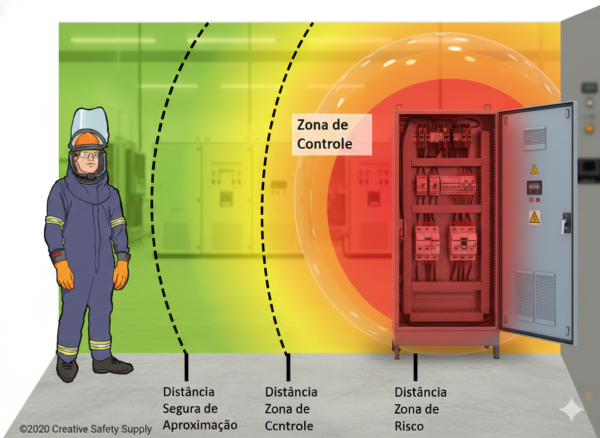 Zona de
Controle
Distância
Segura de
Aproximação
Distância
Zona de
Ccntrole
Distância
Zona de
Risco
©2020 Creative Safety Supply